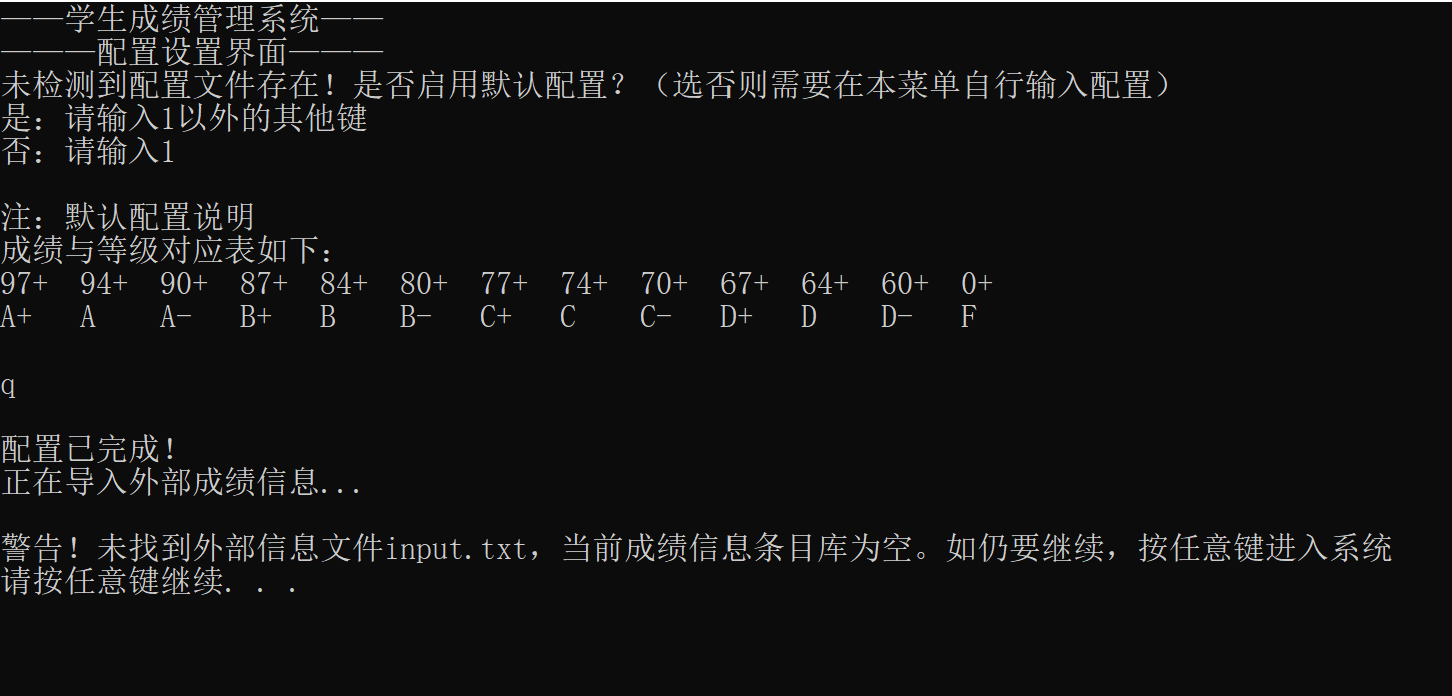 ——学生成绩管理系统——
———配置设置界面———
未检测到配置文件存在！是否启用默认配置？（选否则需要在本菜单自行输入配置）
是：请输入1以外的其他键
否：请输入1
注：默认配置说明
成绩与等级对应表如下：
97+ 94+ 90+ 87+ 84+ 80+ 77+ 74+ 70+ 67+ 64+ 60+ 0+
A+ A A- B+ B B- C+ C C- D+ D D- F
q
配置已完成！
正在导入外部成绩信息...
警告！未找到外部信息文件input.txt，当前成绩信息条目库为空。如仍要继续，按任意键进入系统
请按任意键继续. . .